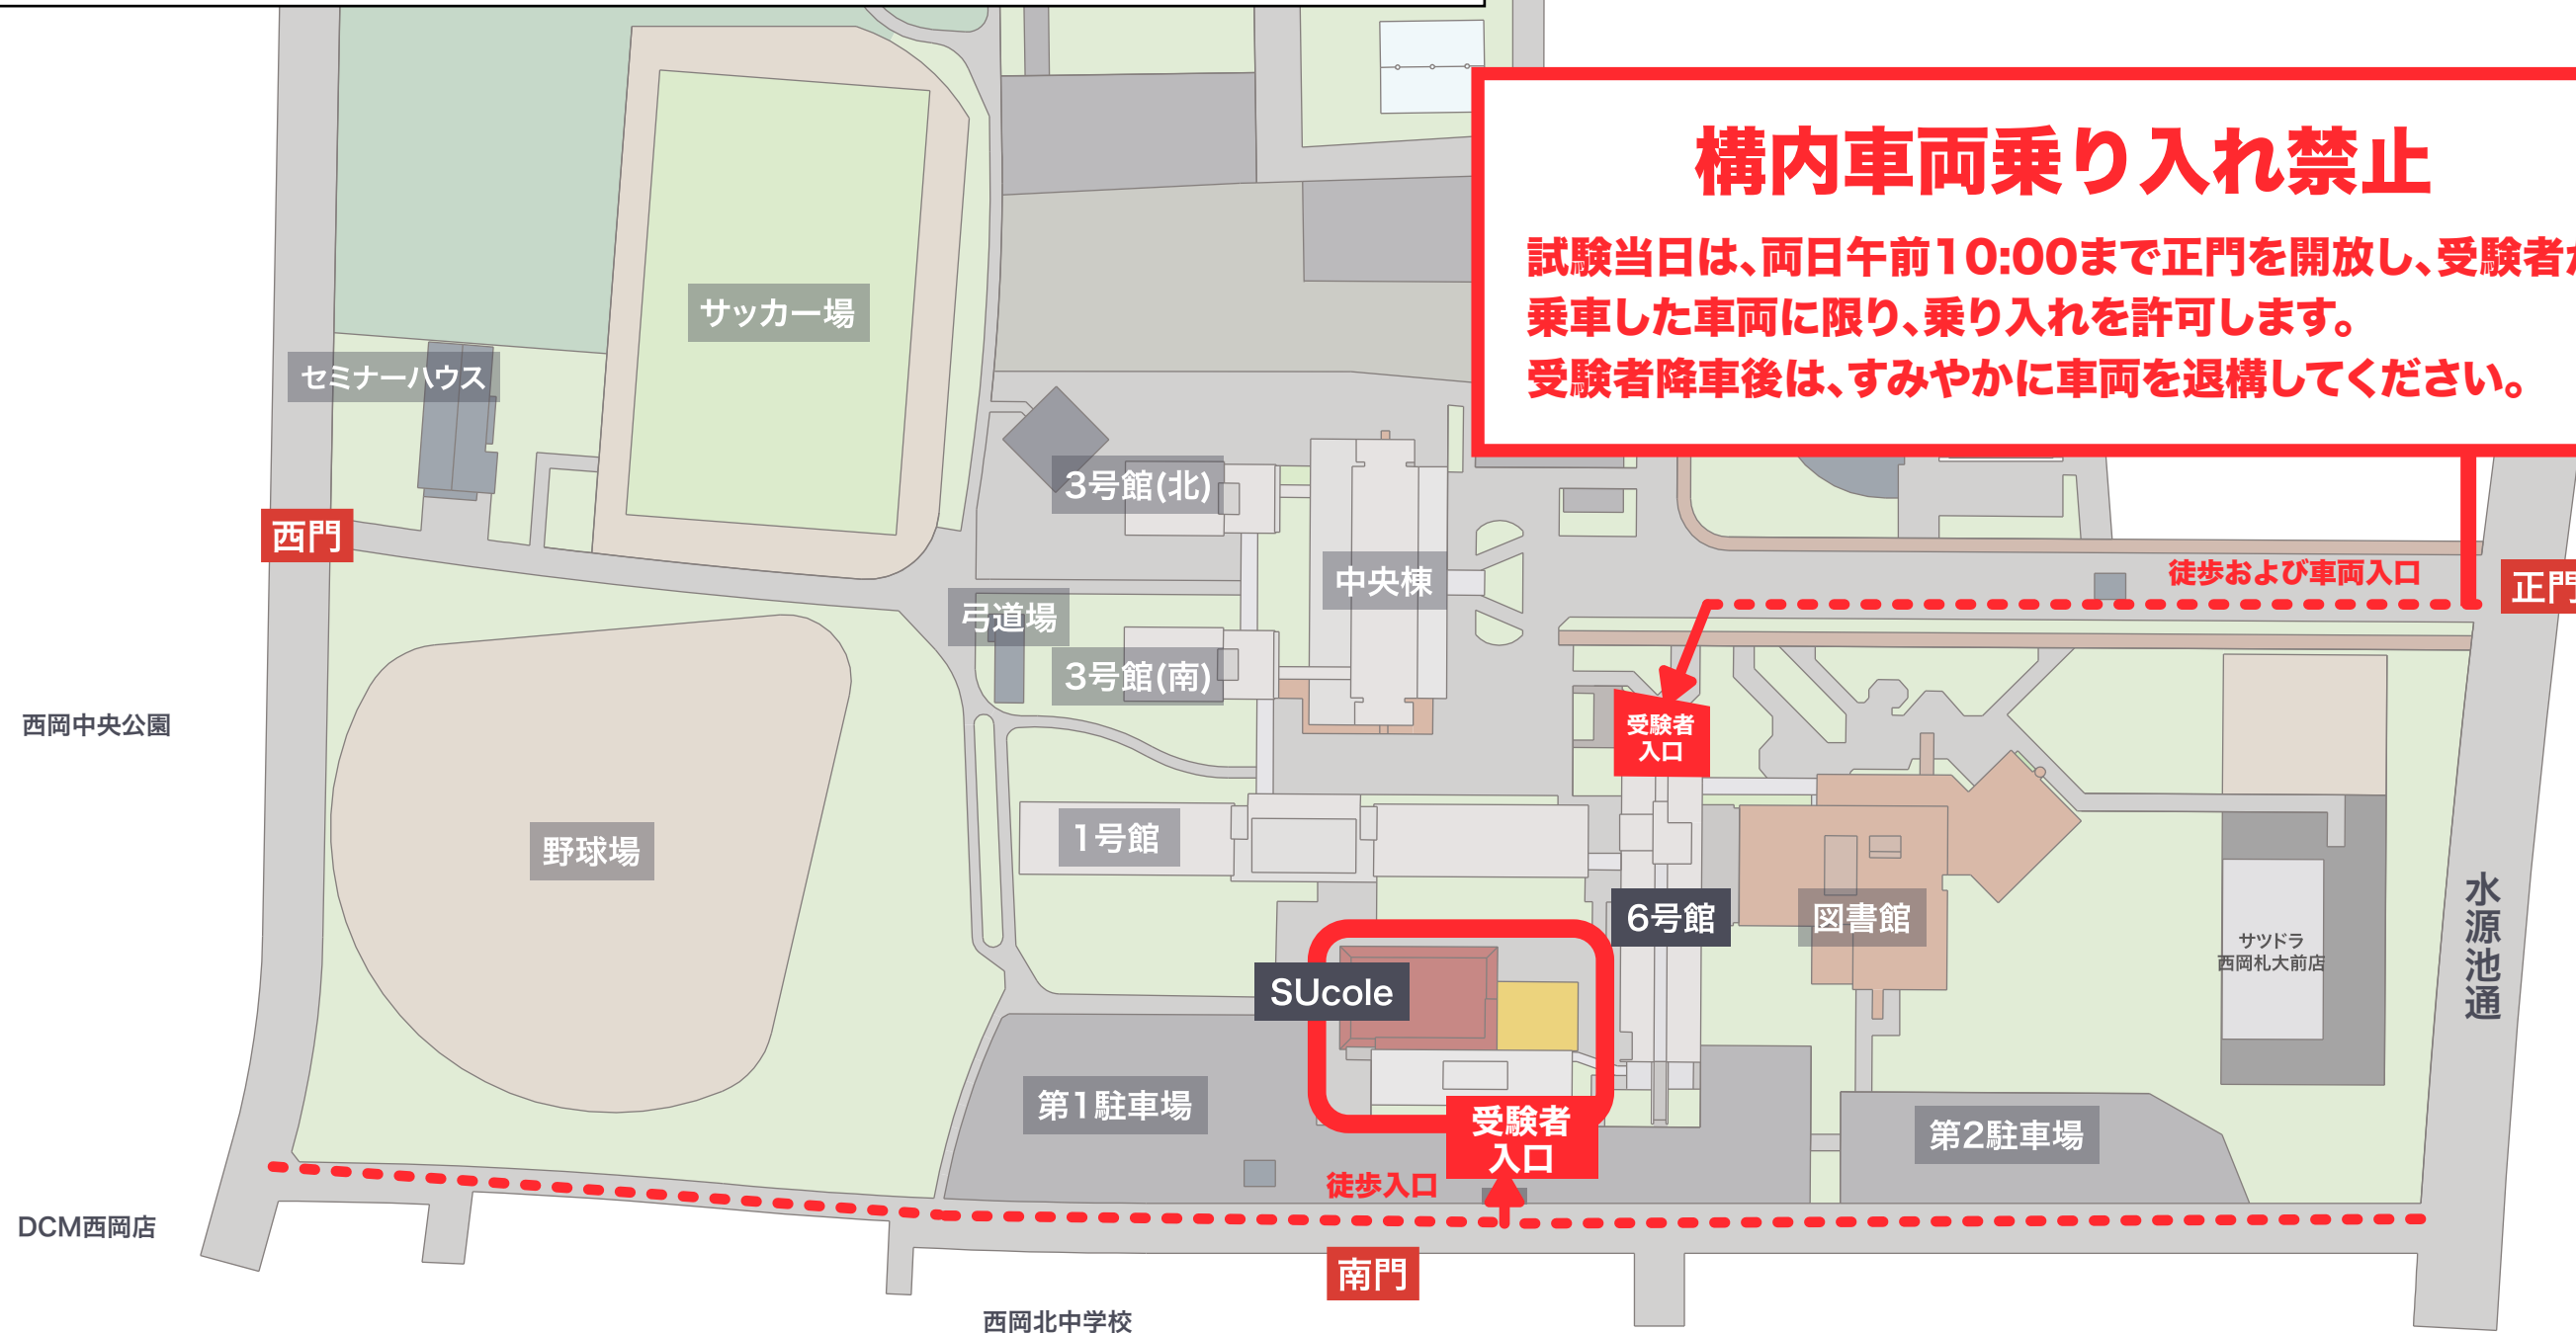 構内車両乗り入れ禁止
試験当日は、両日午前10:00まで正門を開放し、受験者が
乗車した車両に限り、乗り入れを許可します。
受験者降車後は、すみやかに車両を退構してください。
サッカー場
セミナーハウス
3号館(北)
西門
中央棟
徒歩および車両入口
正門
弓道場
3号館(南)
西岡中央公園
受験者
入口
1号館
野球場
6号館
図書館
水源池通
サツドラ
西岡札大前店
SUcole
第1駐車場
受験者
入口
第2駐車場
徒歩入口
DCM西岡店
南門
西岡北中学校